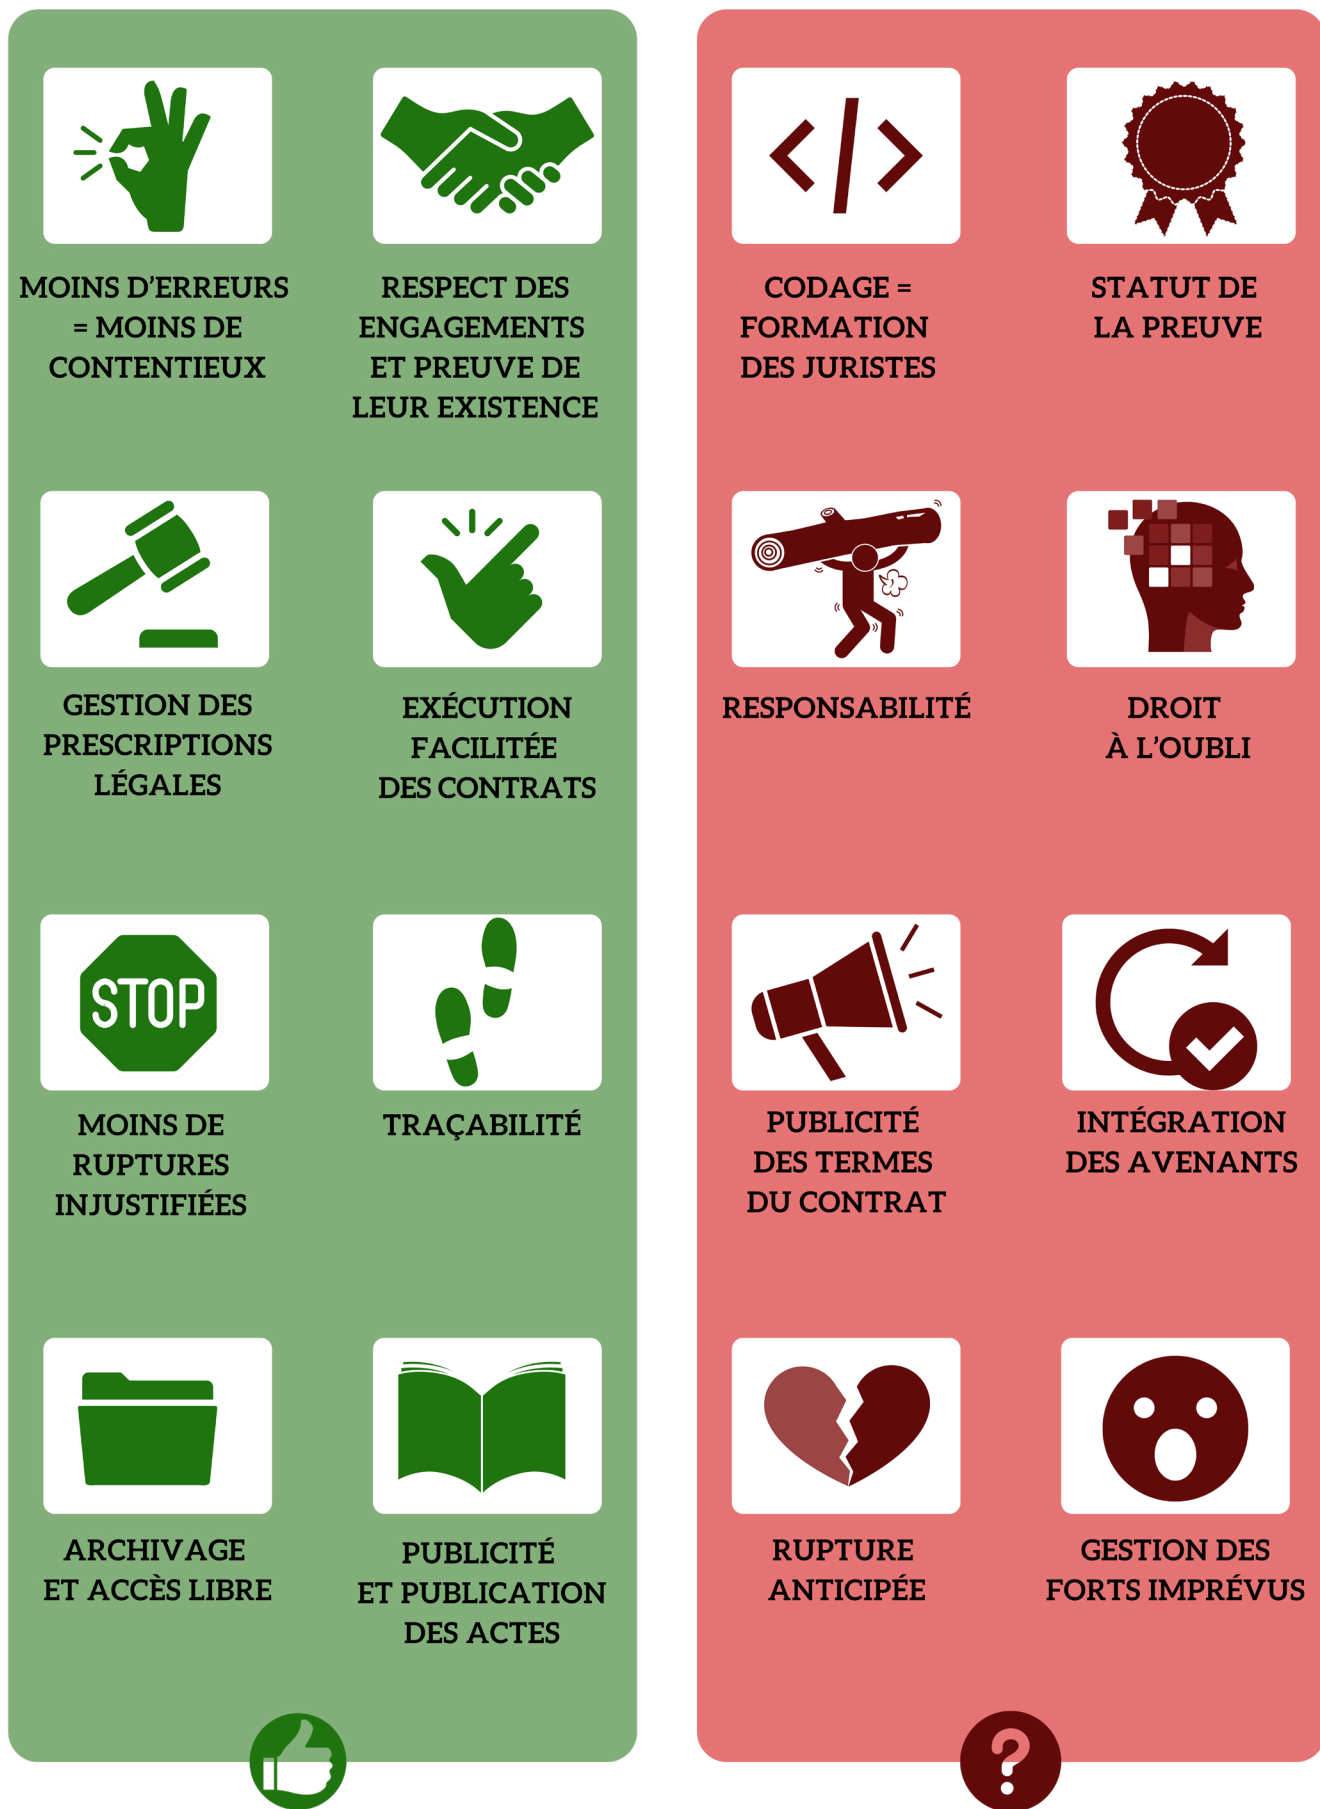 MOINS D'ERREURS
= MOINS DE
CONTENTIEUX
RESPECT DES
ENGAGEMENTS
ET PREUVE DE
LEUR EXISTENCE
GESTION DES
PRESCRIPTIONS
LÉGALES
EXÉCUTION
FACILITÉE
DES CONTRATS
STOP
MOINS DE
RUPTURES
INJUSTIFIÉES
TRAÇABILITÉ
ARCHIVAGE
ET ACCÈS LIBRE
PUBLICITÉ
ET PUBLICATION
DES ACTES
</>
CODAGE =
FORMATION
DES JURISTES
STATUT DE
LA PREUVE
RESPONSABILITÉ
DROIT
À L'OUBLI
PUBLICITÉ
DES TERMES
DU CONTRAT
INTÉGRATION
DES AVENANTS
RUPTURE
ANTICIPÉE
GESTION DES
FORTS IMPRÉVUS
?